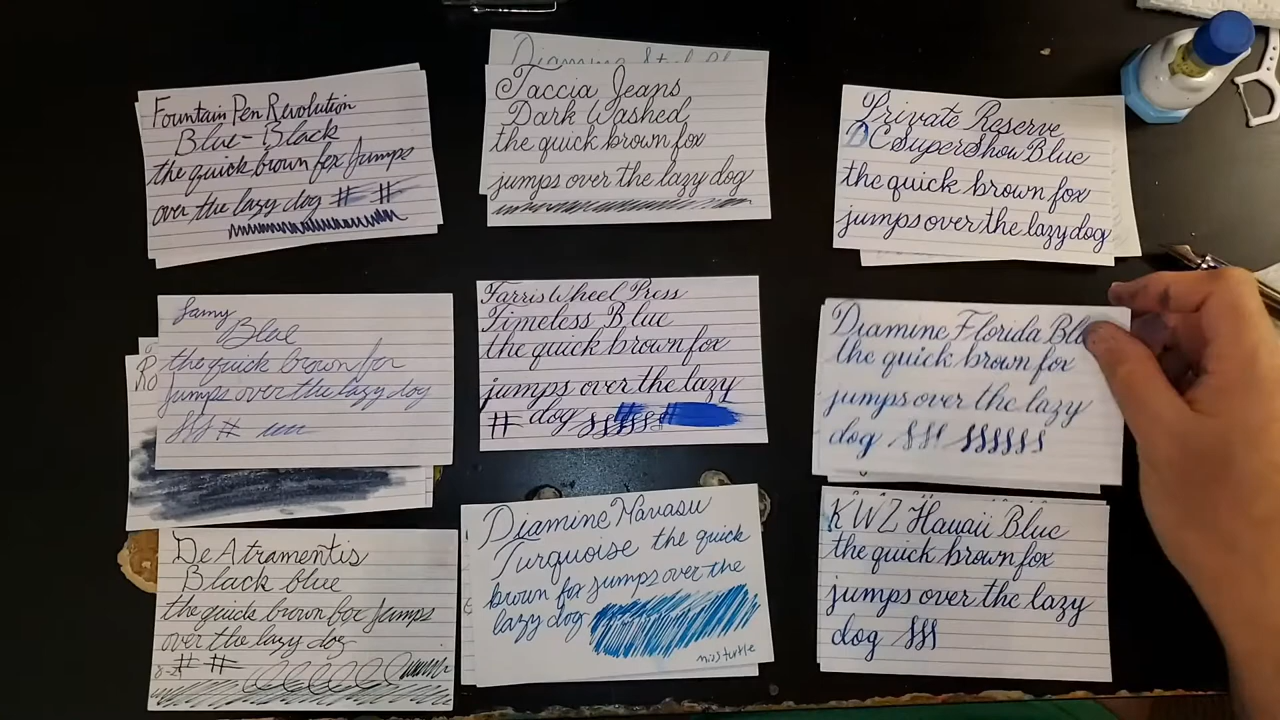 Fountain Pen Revolution
Blue-Black
the quick brown fox jumps
over the lazy dog # #
Diamine
Taccia Jeans
Dark Washed
the quick brown fox
jumps over the lazy dog
Private Reserve
DC SuperShow Blue
the quick brown fox
jumps over the lazy dog
Ro
Lamy
Blue
the quick brown fox
jumps over the lazy dog
#
FarrisWheel Press
Timeless Blue
the quick brown fox
jumps over the lazy
# dog
Diamine Florida
the quick brown fox
jumps over the lazy
dog
De Atramentis
Black blue
the quick brown fox jumps
over the lazy dog
# #
Diamine Havasu
Turquoise the quick
brown fox jumps over the
lazy dog
miss turtle
KWZ Hawaii Blue
the quick brown fox
jumps over the lazy
dog